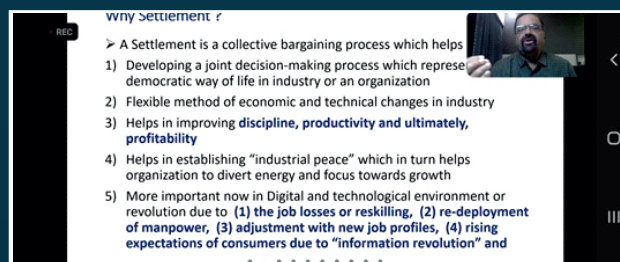 Why Settlement ?
REC
➤ A Settlement is a collective bargaining process which helps
1) Developing a joint decision-making process which represe
democratic way of life in industry or an organization
2) Flexible method of economic and technical changes in industry
3) Helps in improving discipline, productivity and ultimately,
profitability
4) Helps in establishing “industrial peace” which in turn helps
organization to divert energy and focus towards growth
5) More important now in Digital and technological environment or
revolution due to (1) the job losses or reskilling, (2) re-deployment
of manpower, (3) adjustment with new job profiles, (4) rising
expectations of consumers due to “information revolution” and